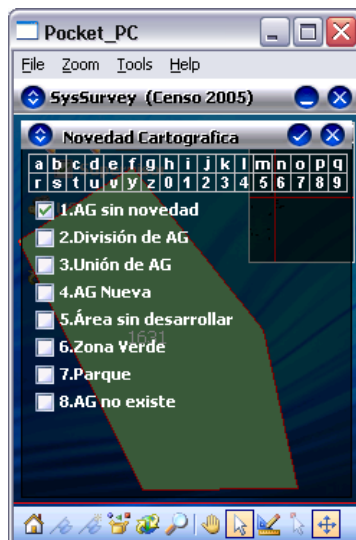 Pocket_PC
File Zoom Tools Help
SysSurvey (Censo 2005)
Novedad Cartografica
a b c d e f g h i j k l m n o p q
r s t u v y z 0 1 2 3 4 5 6 7 8 9
1.AG sin novedad
2.División de AG
3.Unión de AG
4.AG Nueva
5.Área sin desarrollar
6.Zona Verde
7.Parque
8.AG no existe